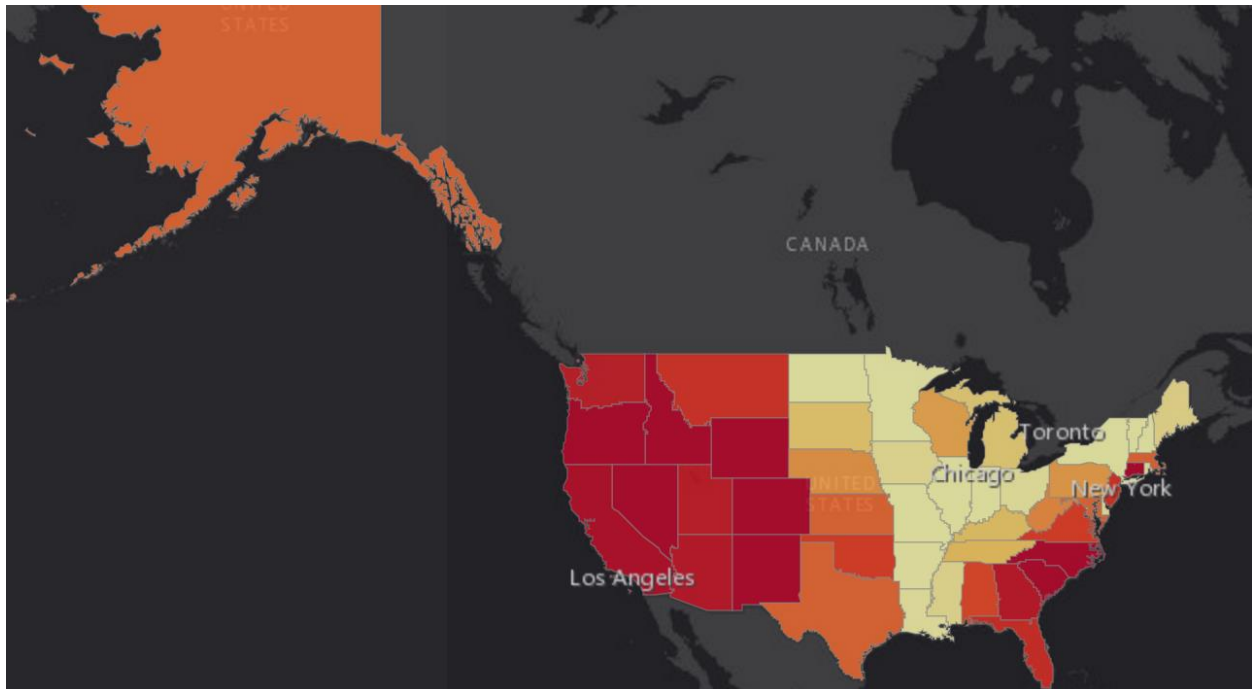 UNITED
STATES
CANADA
Toronto
Chicago
New York
UNITED
STATES
Los Angeles